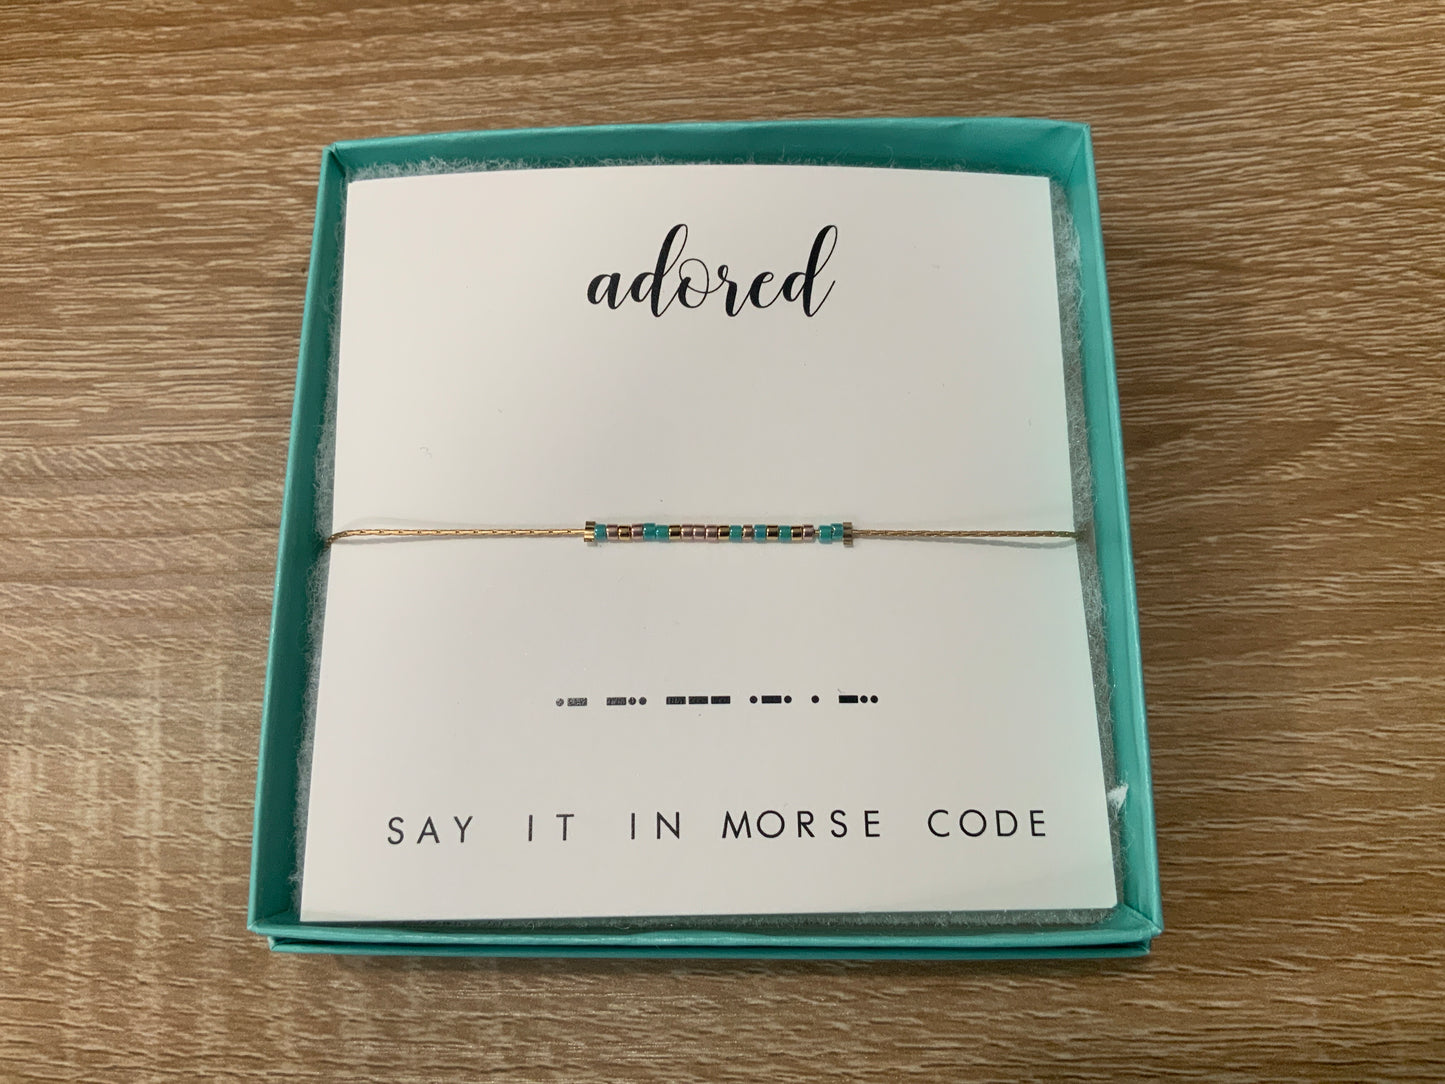 adored
•— —•• ——— •—• • —••
SAY IT IN MORSE CODE